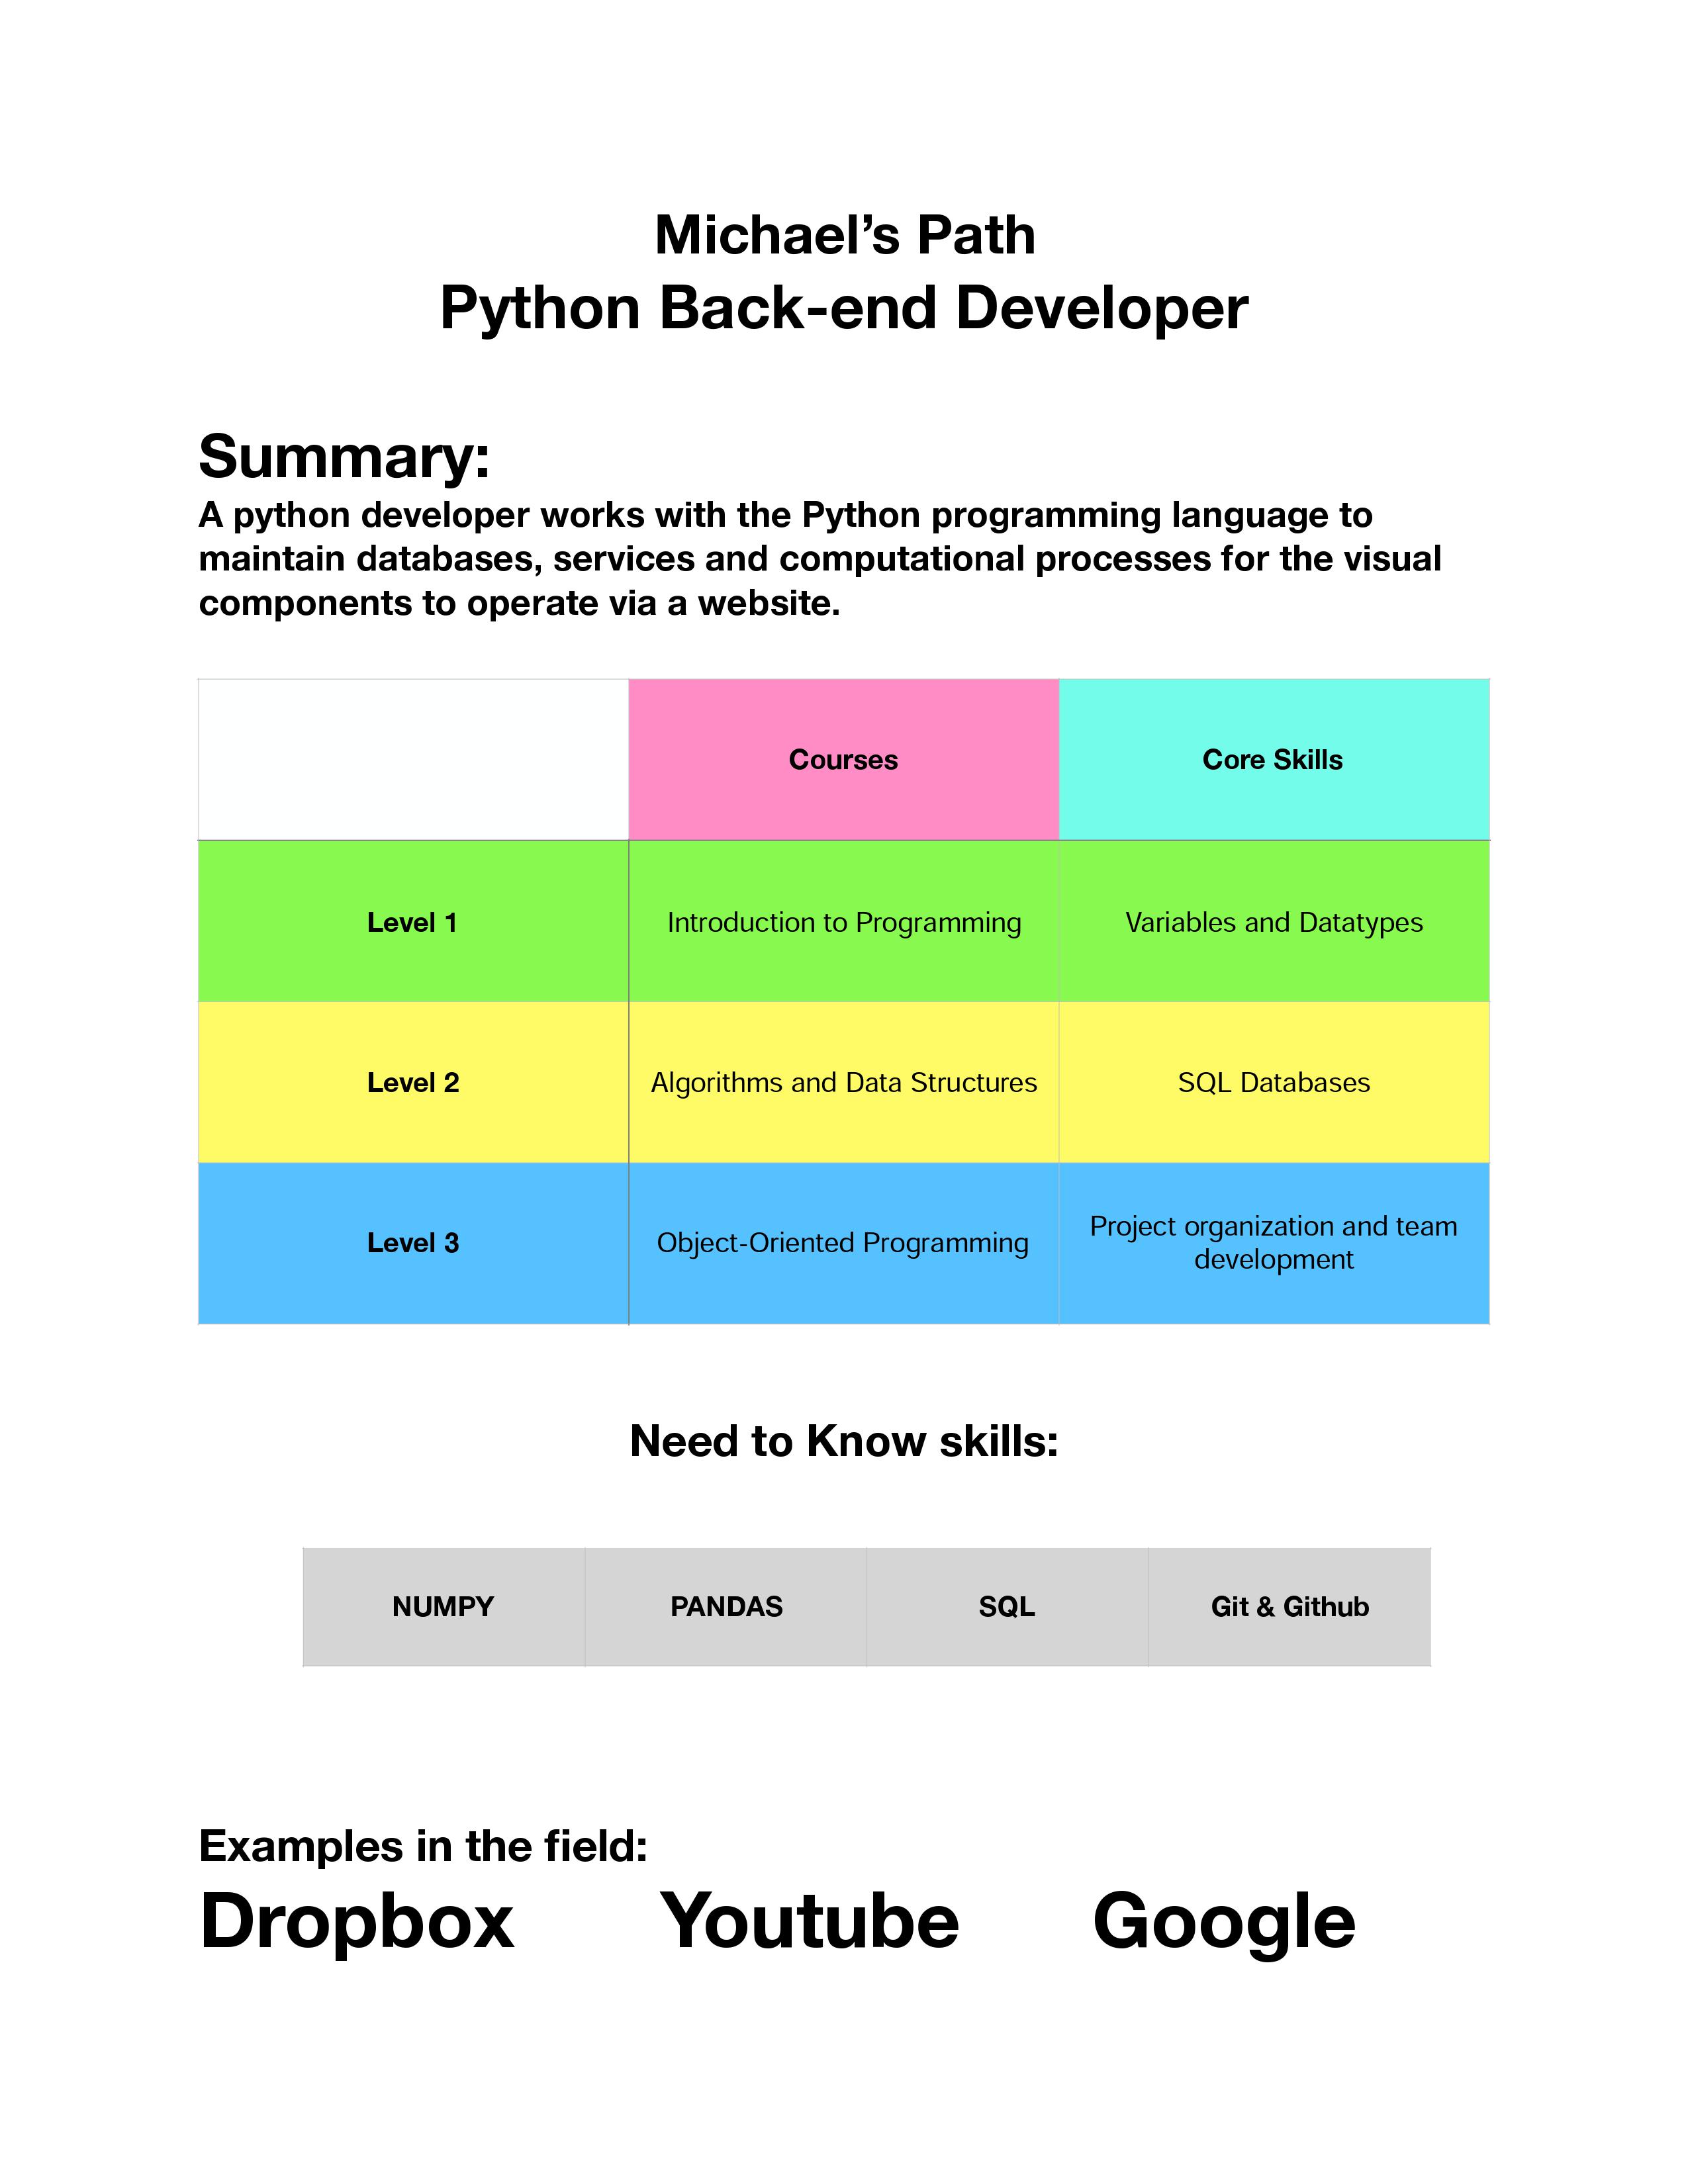 Michael’s Path
Python Back-end Developer
Summary:
A python developer works with the Python programming language to
maintain databases, services and computational processes for the visual
components to operate via a website.
Courses
Core Skills
Level 1
Introduction to Programming
Variables and Datatypes
Level 2
Algorithms and Data Structures
SQL Databases
Level 3
Object-Oriented Programming
Project organization and team
development
Need to Know skills:
NUMPY
PANDAS
SQL
Git & Github
Examples in the field:
Dropbox Youtube Google